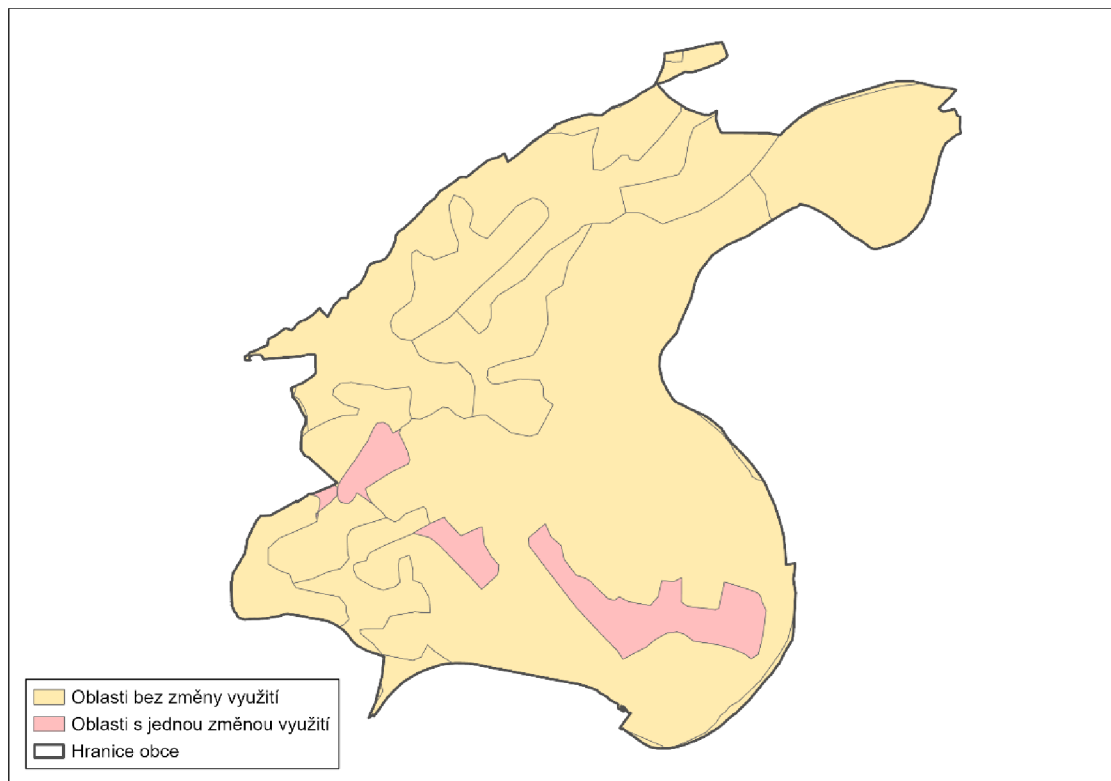 Oblasti bez změny využití
Oblasti s jednou změnou využití
Hranice obce